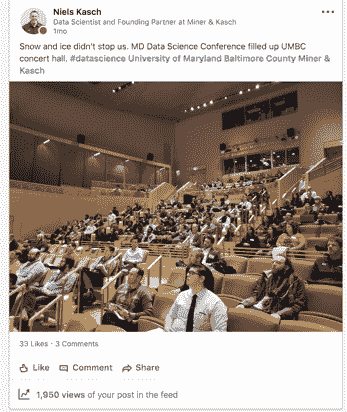 Niels Kasch
Data Scientist and Founding Partner at Miner & Kasch
1mo
Snow and ice didn't stop us. MD Data Science Conference filled up UMBC
concert hall. #datascience University of Maryland Baltimore County Miner &
Kasch
33 Likes · 3 Comments
Like Comment Share
1,950 views of your post in the feed